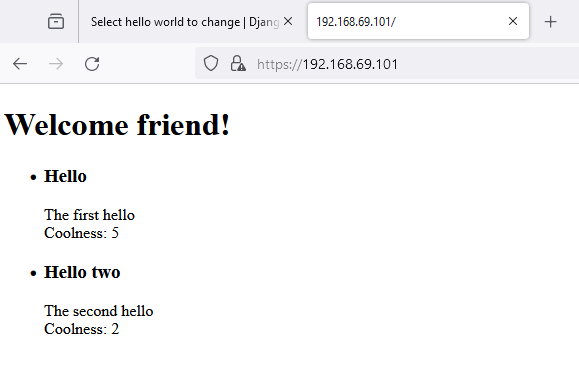 Select hello world to change | Djang
192.168.69.101/
https://192.168.69.101
Welcome friend!
Hello
The first hello
Coolness: 5
Hello two
The second hello
Coolness: 2